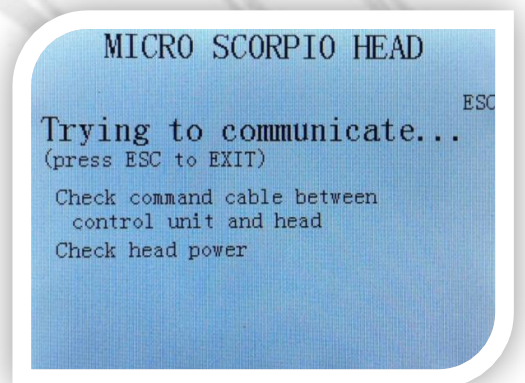 MICRO SCORPIO HEAD
ESC
Trying to communicate...
(press ESC to EXIT)
Check command cable between
control unit and head
Check head power